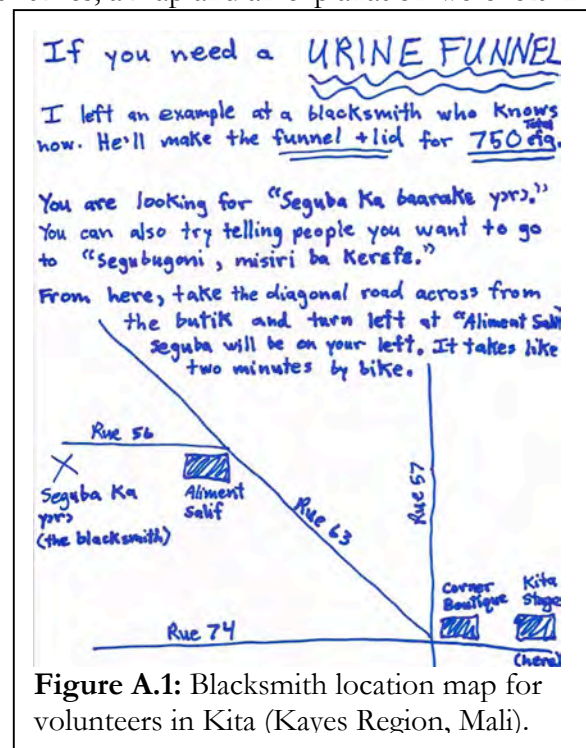 a map and an explanation were
If you need a URINE FUNNEL
I left an example at a blacksmith who knows
Total
now. He'll make the funnel + lid for 750 cfa.
You are looking for "Seguba Ka baarake yɔrɔ."
You can also try telling people you want to go
to "Segubugoni, misiri ba Kerefe."
From here, take the diagonal road across from
the butik and turn left at "Aliment Salif
Seguba will be on your left. It takes like
two minutes by bike.
Rue 56
Rue 57
Seguba Ka
yɔrɔ
(the blacksmith)
Aliment
Salif
Rue 63
Corner
Boutique
Kita
Stage
Rue 74
(here)
Figure A.1: Blacksmith location map for
volunteers in Kita (Kayes Region, Mali).